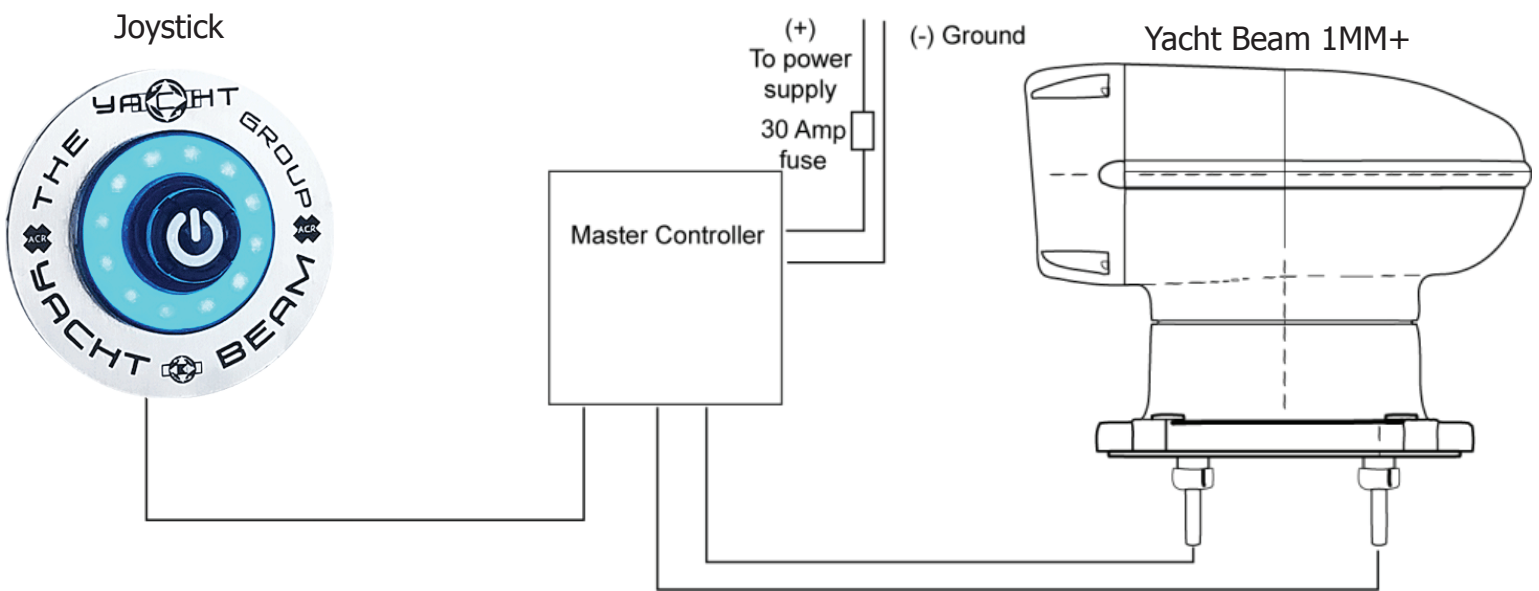 Joystick
THE YACHT GROUP
ACR
ACR
YACHT BEAM
(+)
To power
supply
30 Amp
fuse
(-) Ground
Master Controller
Yacht Beam 1MM+